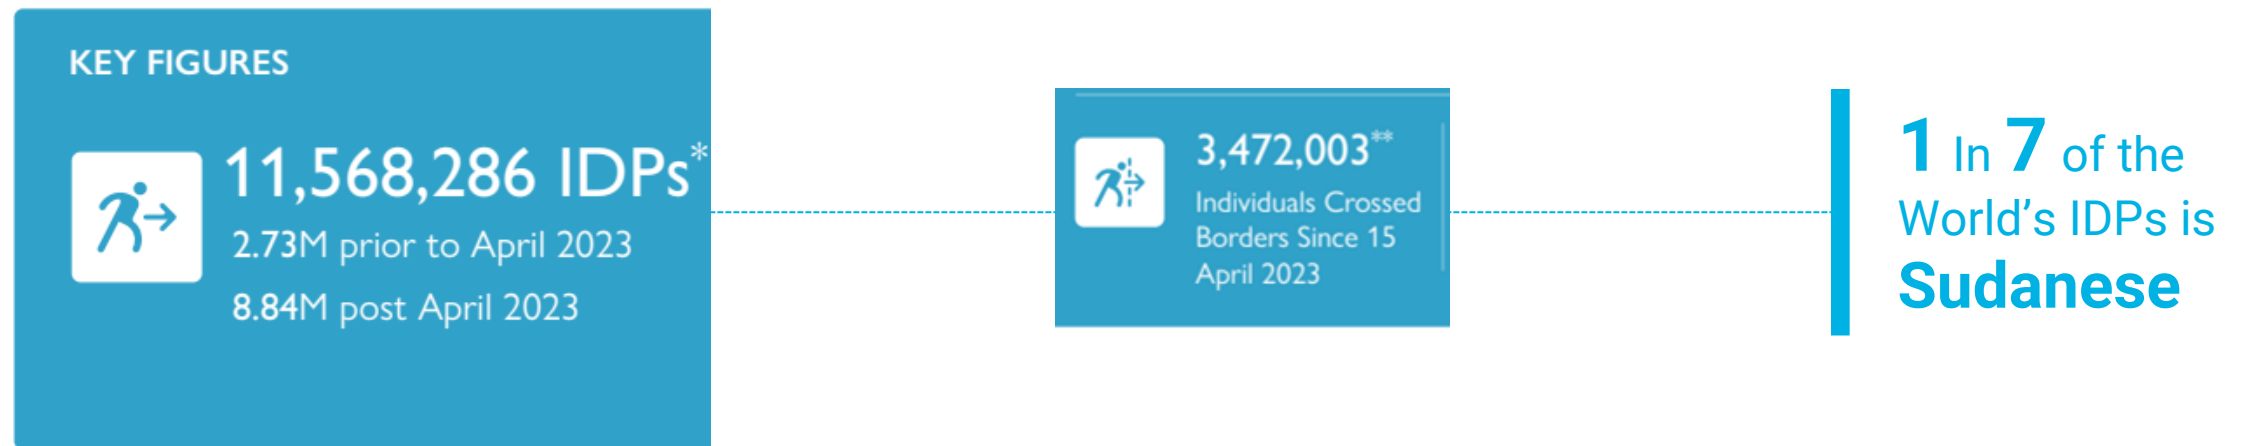 KEY FIGURES
11,568,286 IDPs*
2.73M prior to April 2023
8.84M post April 2023
3,472,003**
Individuals Crossed
Borders Since 15
April 2023
1 In 7 of the
World’s IDPs is
Sudanese